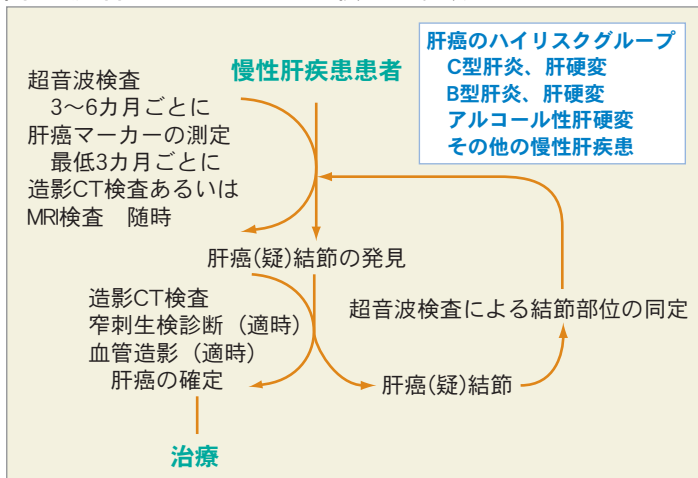 肝癌のハイリスクグループ
C型肝炎、肝硬変
B型肝炎、肝硬変
アルコール性肝硬変
その他の慢性肝疾患
慢性肝疾患患者
超音波検査
3〜6カ月ごとに
肝癌マーカーの測定
最低3カ月ごとに
造影CT検査あるいは
MRI検査　随時
肝癌(疑)結節の発見
造影CT検査
窄刺生検診断（適時）
血管造影（適時）
肝癌の確定
超音波検査による結節部位の同定
肝癌(疑)結節
治療